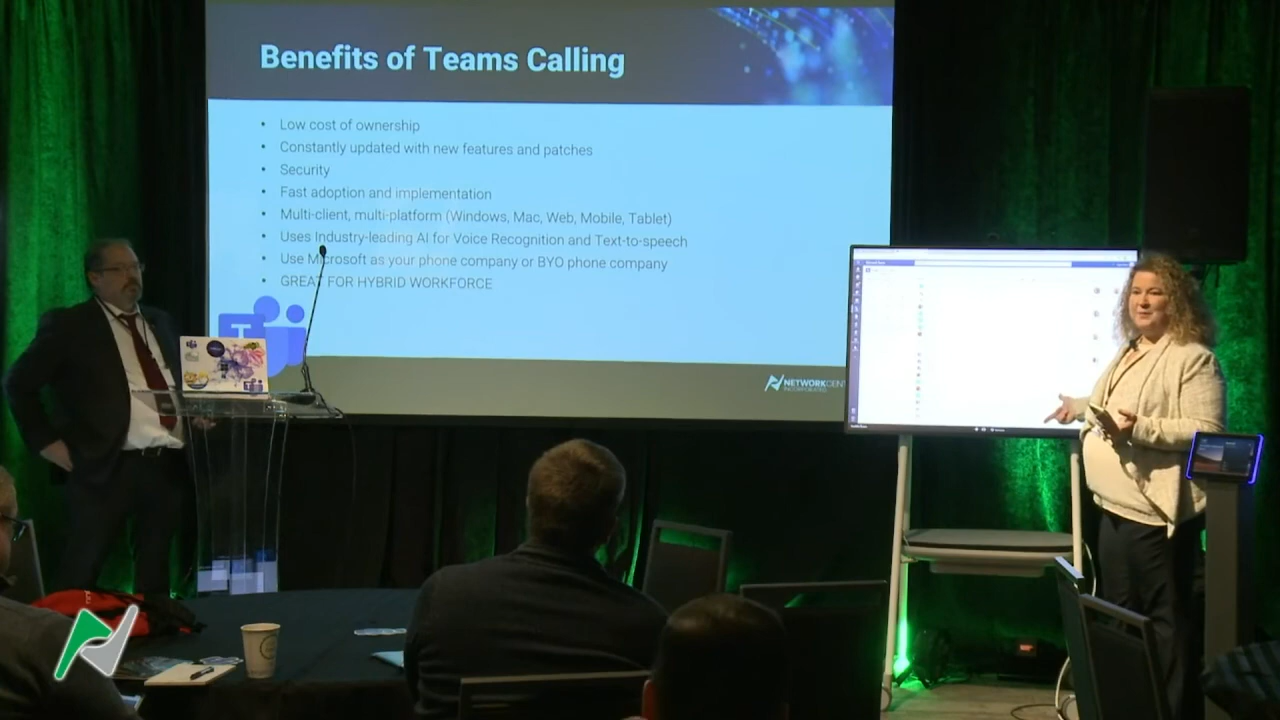 Benefits of Teams Calling
• Low cost of ownership
• Constantly updated with new features and patches
• Security
• Fast adoption and implementation
• Multi-client, multi-platform (Windows, Mac, Web, Mobile, Tablet)
• Uses Industry-leading AI for Voice Recognition and Text-to-speech
• Use Microsoft as your phone company or BYO phone company
• GREAT FOR HYBRID WORKFORCE
T
NETWORKCENT
INCORPORATED